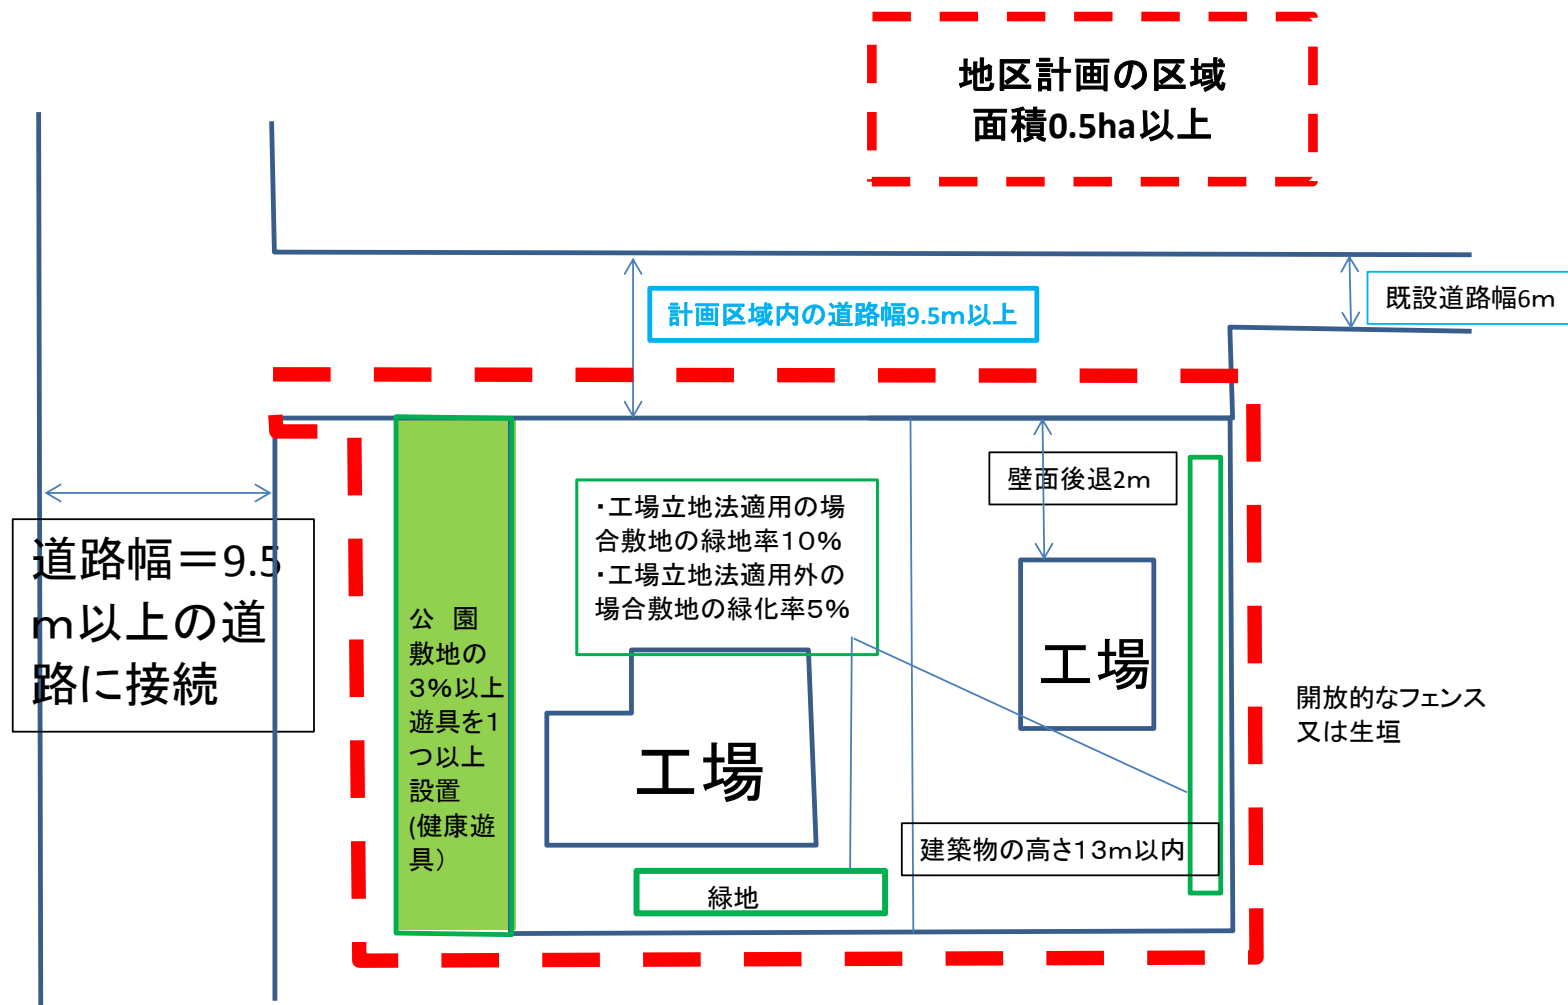 地区計画の区域
面積0.5ha以上
計画区域内の道路幅9.5m以上
既設道路幅6m
壁面後退2m
・工場立地法適用の場
合敷地の緑地率10%
・工場立地法適用外の
場合敷地の緑化率5%
道路幅=9.5
m以上の道
路に接続
公 園
敷地の
3%以上
遊具を1
つ以上
設置
(健康遊
具)
工場
工場
開放的なフェンス
又は生垣
建築物の高さ13m以内
緑地